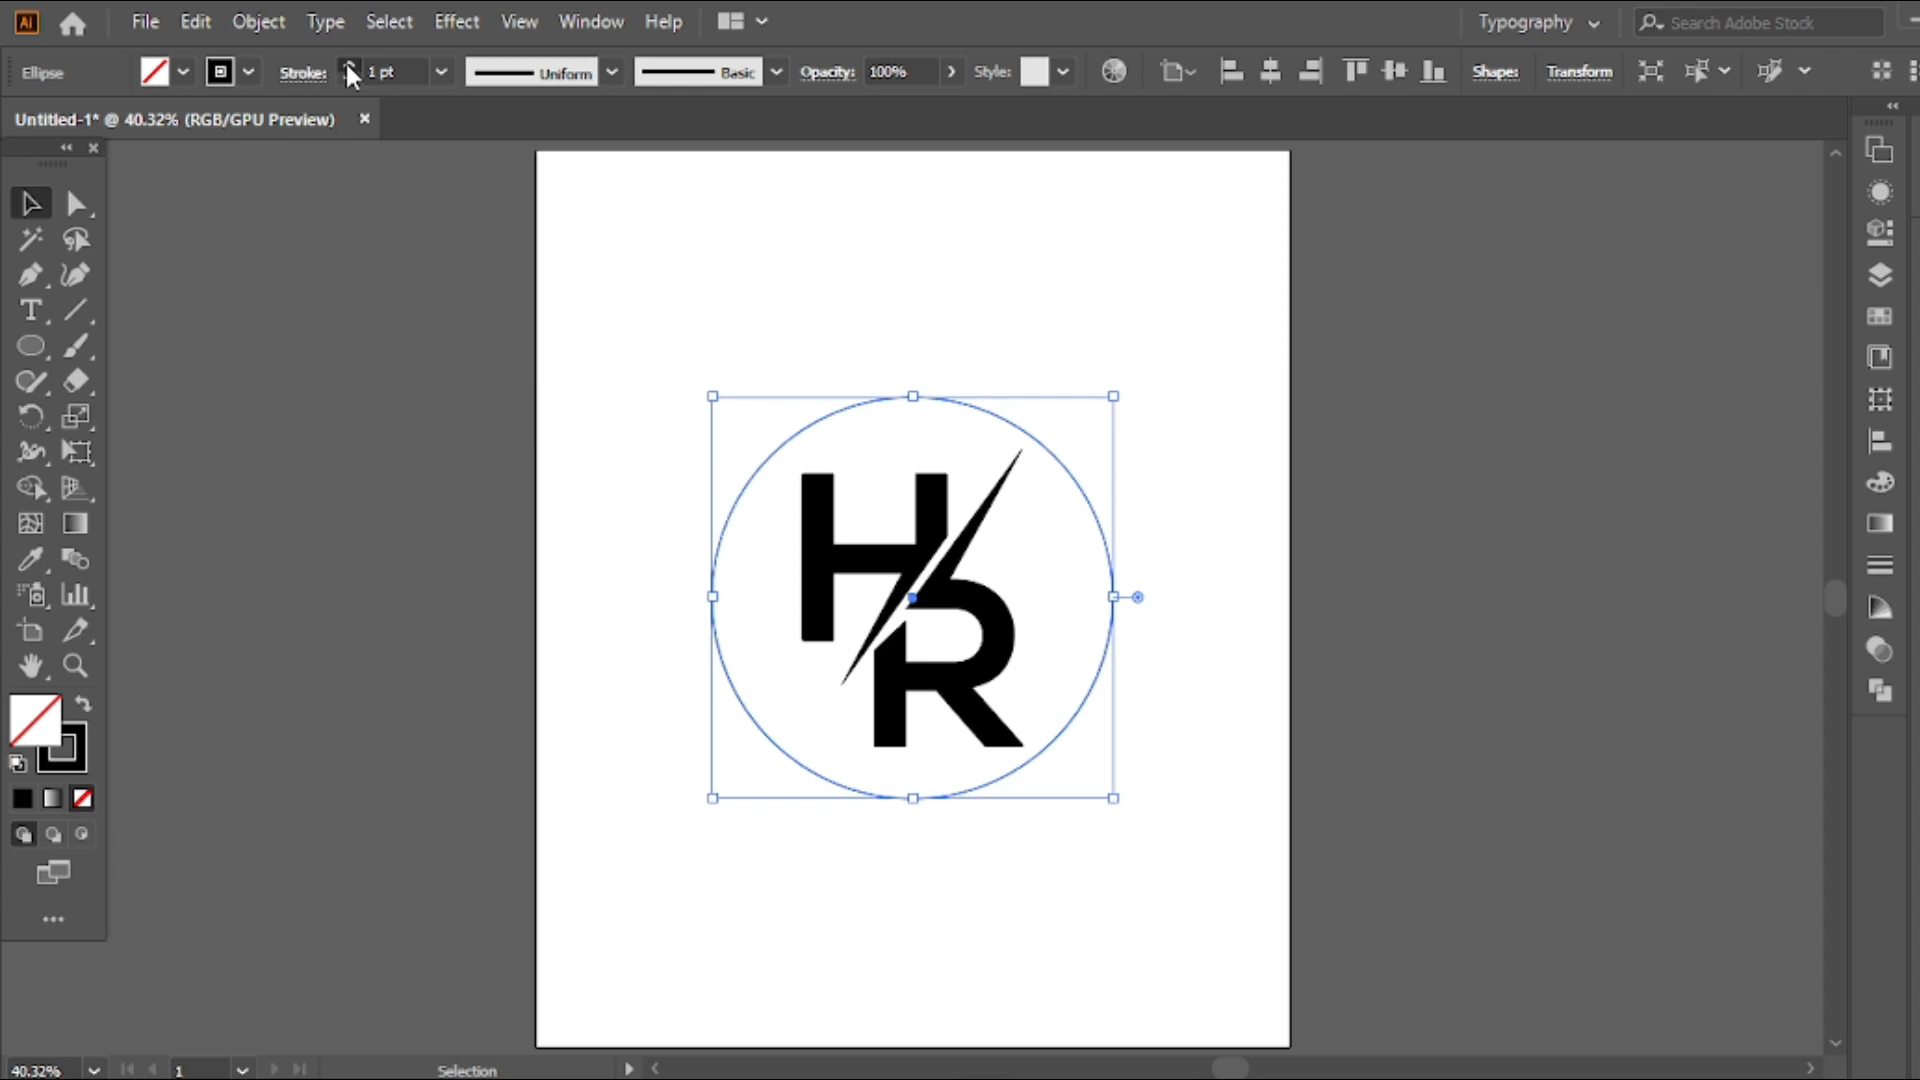 Ai File Edit Object Type Select Effect View Window Help Typography Search Adobe Stock
Ellipse Stroke: 1 pt Uniform Basic Opacity: 100% Style: Shape: Transform
Untitled-1* @ 40.32% (RGB/GPU Preview) ×
T
HR
40.32% 1 Selection